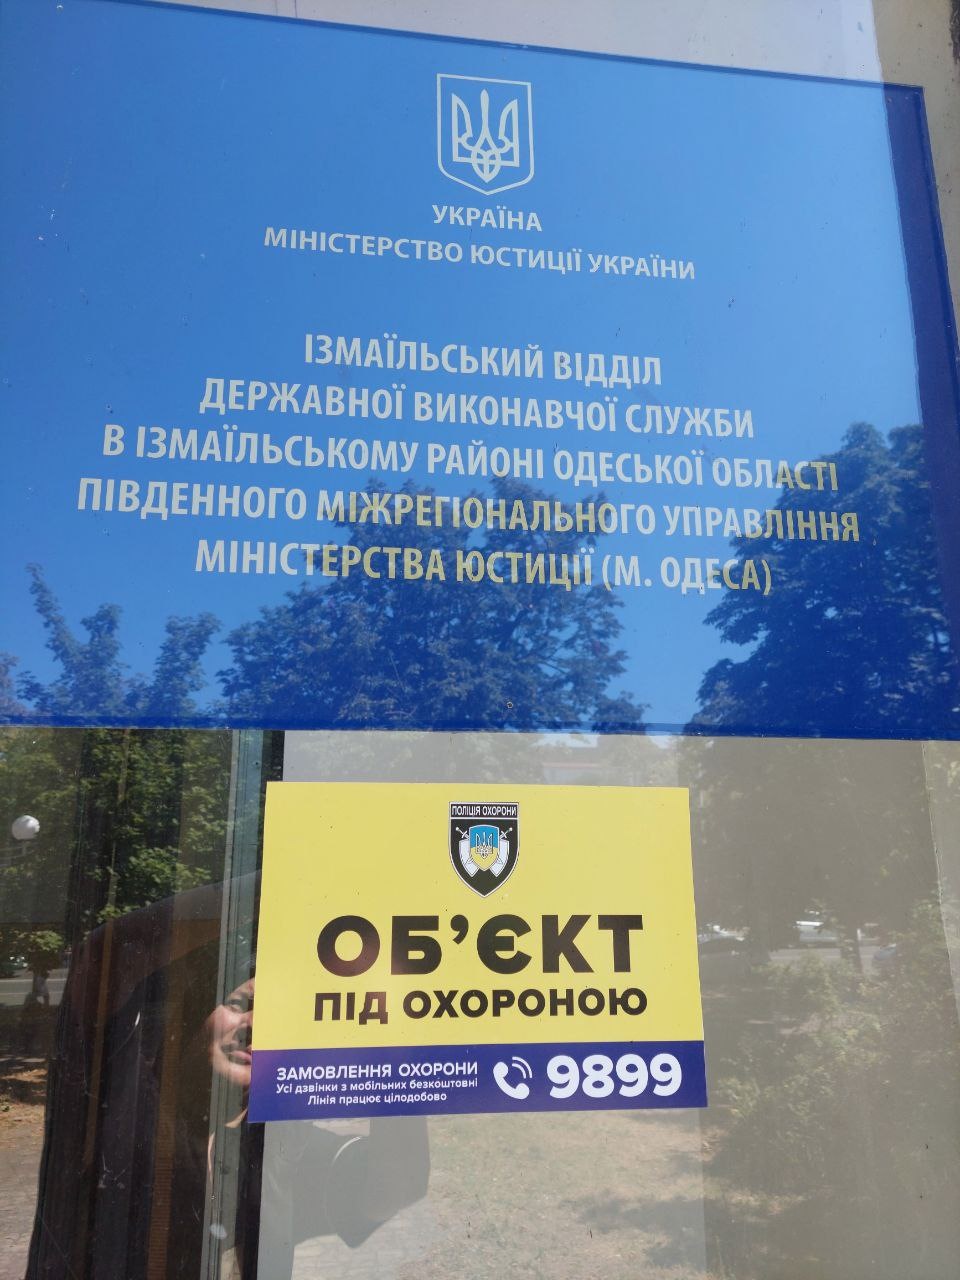 УКРАЇНА
МІНІСТЕРСТВО ЮСТИЦІЇ УКРАЇНИ
ІЗМАЇЛЬСЬКИЙ ВІДДІЛ
ДЕРЖАВНОЇ ВИКОНАВЧОЇ СЛУЖБИ
В ІЗМАЇЛЬСЬКОМУ РАЙОНІ ОДЕСЬКОЇ ОБЛАСТІ
ПІВДЕННОГО МІЖРЕГІОНАЛЬНОГО УПРАВЛІННЯ
МІНІСТЕРСТВА ЮСТИЦІЇ (М. ОДЕСА)
ПОЛІЦІЯ ОХОРОНИ
ОБ’ЄКТ
ПІД ОХОРОНОЮ
ЗАМОВЛЕННЯ ОХОРОНИ
Усі дзвінки з мобільних безкоштовні
Лінія працює цілодобово
9899